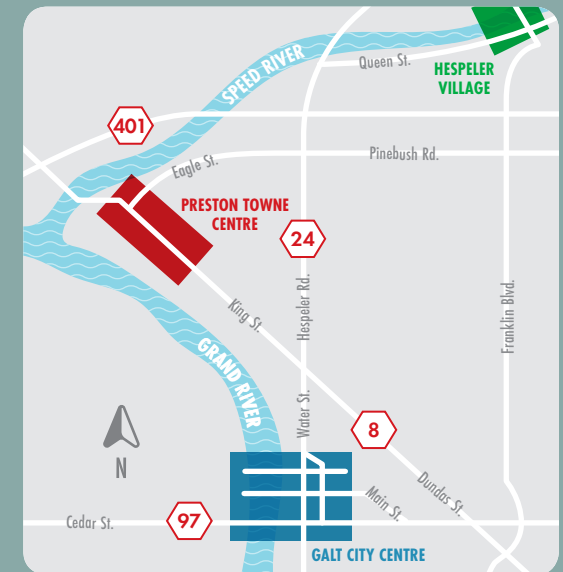 Queen St.
HESPELER
VILLAGE
SPEED RIVER
401
Eagle St.
Pinebush Rd.
PRESTON TOWNE
CENTRE
24
Hespeler Rd.
Franklin Blvd.
King St.
GRAND RIVER
Water St.
8
N
Dundas St.
Main St.
97
Cedar St.
GALT CITY CENTRE